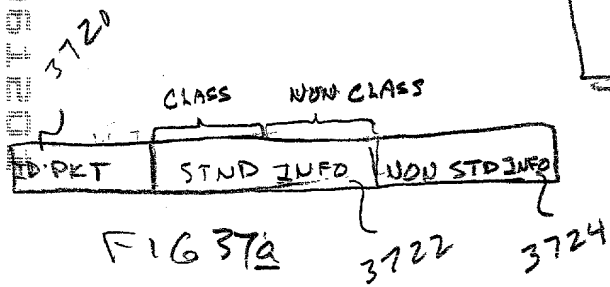 3720
CLASS NON CLASS
ID PKT STND INFO NON STD INFO
FIG 37a 3722 3724